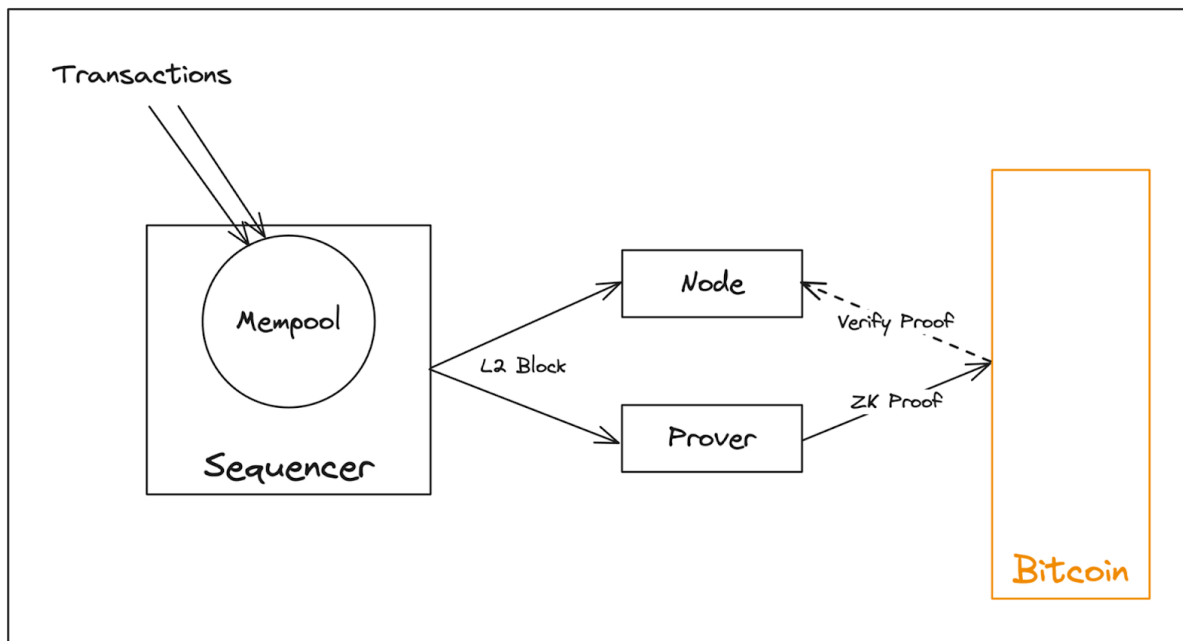 Transactions
Mempool
Sequencer
L2 Block
Node
Prover
Verify Proof
ZK Proof
Bitcoin